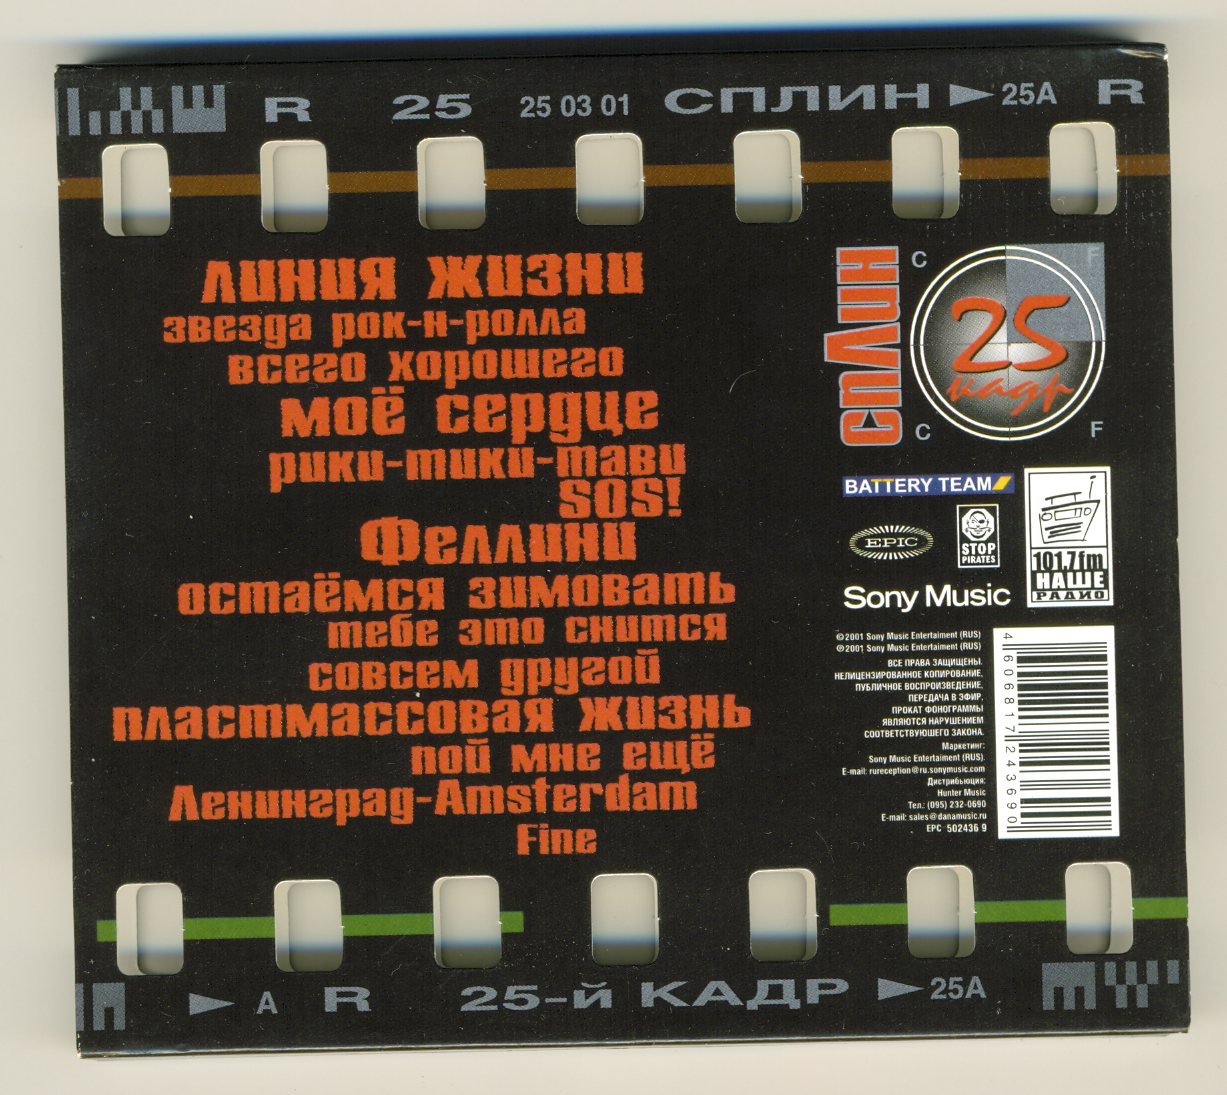 R 25 25 03 01 СПЛИН 25A R
линия жизни
звезда рок-н-ролла
всего хорошего
моё сердце
рики-тики-тави
SOS!
Феллини
остаёмся зимовать
тебе это снится
совсем другой
пластмассовая жизнь
пой мне ещё
Ленинград-Amsterdam
Fine
сплин
C F
25
кадр
C F
BATTERY TEAM
EPIC
STOP
PIRATES
101.7fm
НАШЕ
РАДИО
Sony Music
©2001 Sony Music Entertaiment (RUS)
℗2001 Sony Music Entertaiment (RUS)
ВСЕ ПРАВА ЗАЩИЩЕНЫ.
НЕЛИЦЕНЗИРОВАННОЕ КОПИРОВАНИЕ,
ПУБЛИЧНОЕ ВОСПРОИЗВЕДЕНИЕ,
ПЕРЕДАЧА В ЭФИР,
ПРОКАТ ФОНОГРАММЫ
ЯВЛЯЮТСЯ НАРУШЕНИЕМ
СООТВЕТСТВУЮШЕГО ЗАКОНА.
Маркетинг:
Sony Music Entertaiment (RUS).
E-mail: rureception@ru.sonymusic.com
Дистрибьюция:
Hunter Music
Тел.: (095) 232-0690
E-mail: sales@danamusic.ru
EPC 502436 9
4 606817 243690
A R 25-й КАДР 25A